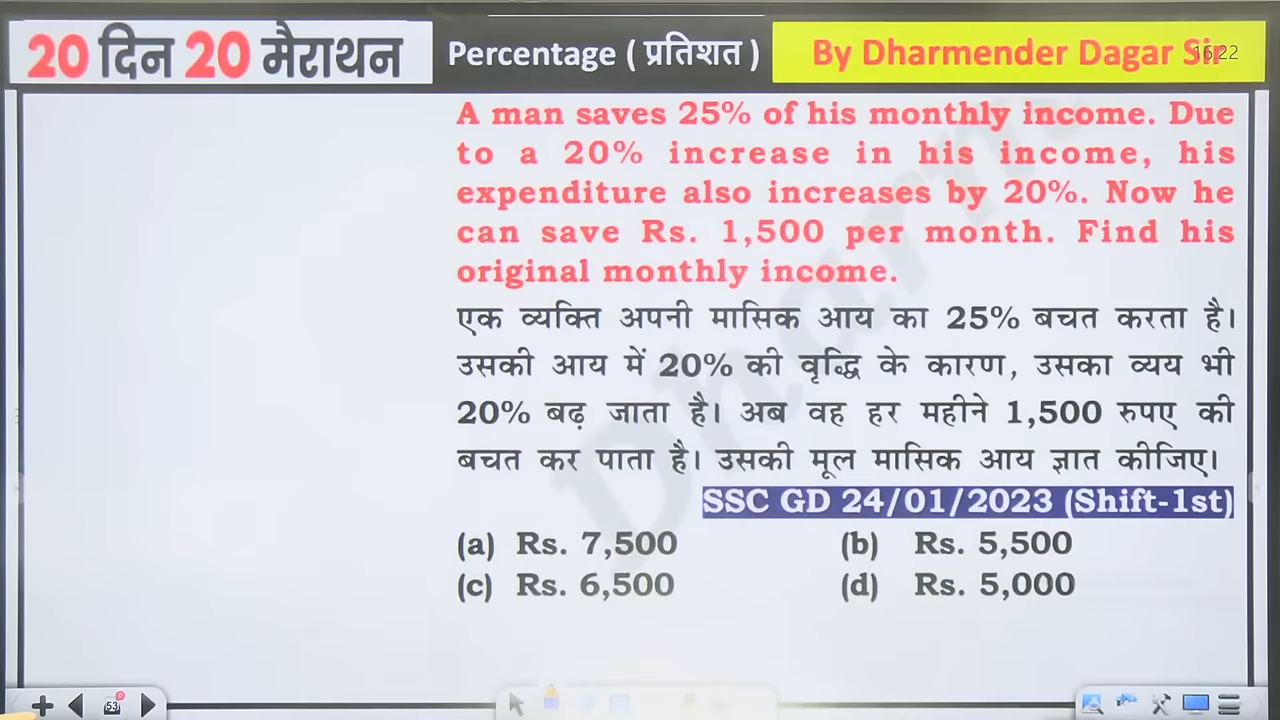 20 दिन 20 मैराथन
Percentage ( प्रतिशत )
By Dharmender Dagar Sir
16:22
A man saves 25% of his monthly income. Due
to a 20% increase in his income, his
expenditure also increases by 20%. Now he
can save Rs. 1,500 per month. Find his
original monthly income.
एक व्यक्ति अपनी मासिक आय का 25% बचत करता है।
उसकी आय में 20% की वृद्धि के कारण, उसका व्यय भी
20% बढ़ जाता है। अब वह हर महीने 1,500 रुपए की
बचत कर पाता है। उसकी मूल मासिक आय ज्ञात कीजिए।
SSC GD 24/01/2023 (Shift-1st)
(a) Rs. 7,500 (b) Rs. 5,500
(c) Rs. 6,500 (d) Rs. 5,000
53
6